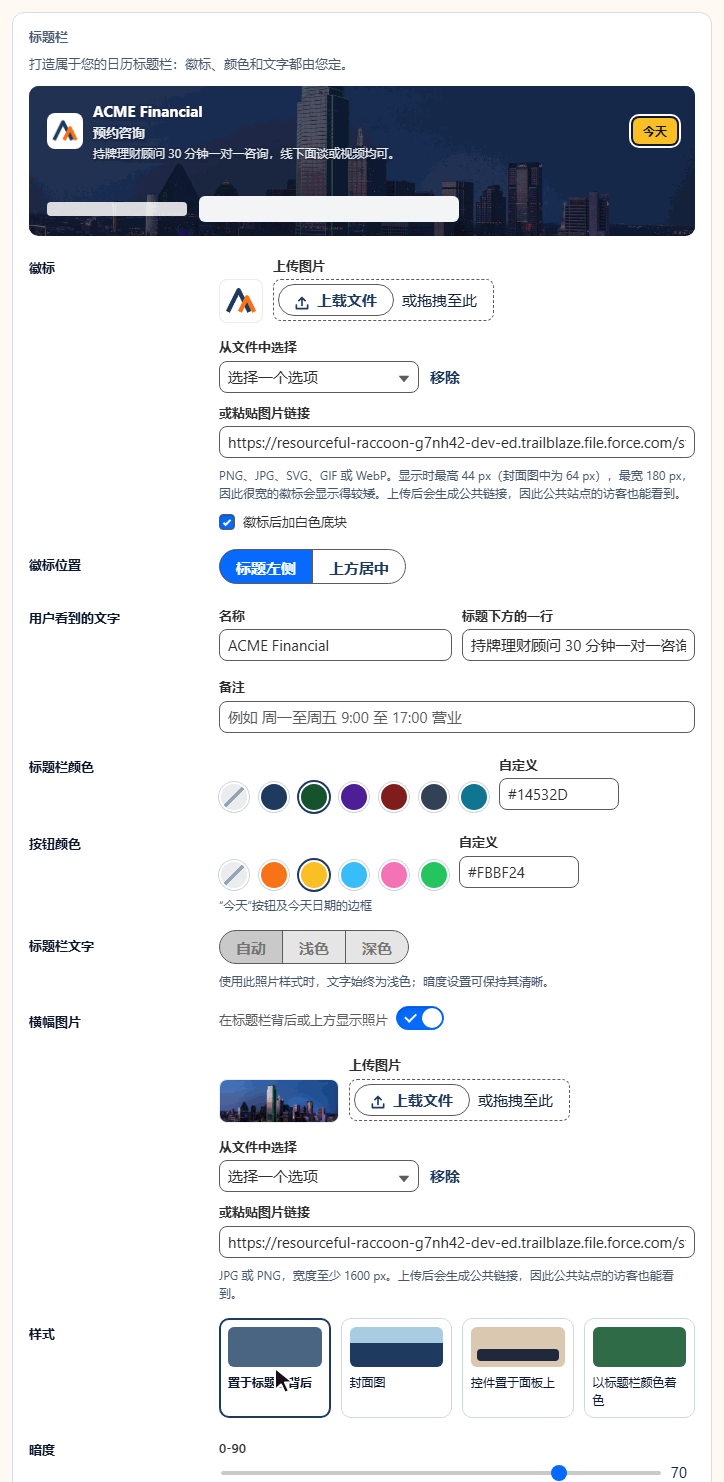 标题栏
打造属于您的日历标题栏：徽标、颜色和文字都由您定。
ACME Financial
预约咨询
持牌理财顾问 30 分钟一对一咨询，线下面谈或视频均可。
今天
徽标
上传图片
上载文件 或拖拽至此
从文件中选择
选择一个选项 移除
或粘贴图片链接
https://resourceful-raccoon-g7nh42-dev-ed.trailblaze.file.force.com/s
PNG、JPG、SVG、GIF 或 WebP。显示时最高 44 px（封面图中为 64 px），最宽 180 px，
因此很宽的徽标会显示得较矮。上传后会生成公共链接，因此公共站点的访客也能看到。
徽标后加白色底块
徽标位置
标题左侧 上方居中
用户看到的文字
名称 标题下方的一行
ACME Financial 持牌理财顾问 30 分钟一对一咨询
备注
例如 周一至周五 9:00 至 17:00 营业
标题栏颜色
自定义
#14532D
按钮颜色
自定义
#FBBF24
“今天”按钮及今天日期的边框
标题栏文字
自动 浅色 深色
使用此照片样式时，文字始终为浅色；暗度设置可保持其清晰。
横幅图片
在标题栏背后或上方显示照片
上传图片
上载文件 或拖拽至此
从文件中选择
选择一个选项 移除
或粘贴图片链接
https://resourceful-raccoon-g7nh42-dev-ed.trailblaze.file.force.com/s
JPG 或 PNG，宽度至少 1600 px。上传后会生成公共链接，因此公共站点的访客也能看
到。
样式
置于标题 背后 封面图 控件置于面板上 以标题栏颜色着
色
暗度
0-90
70